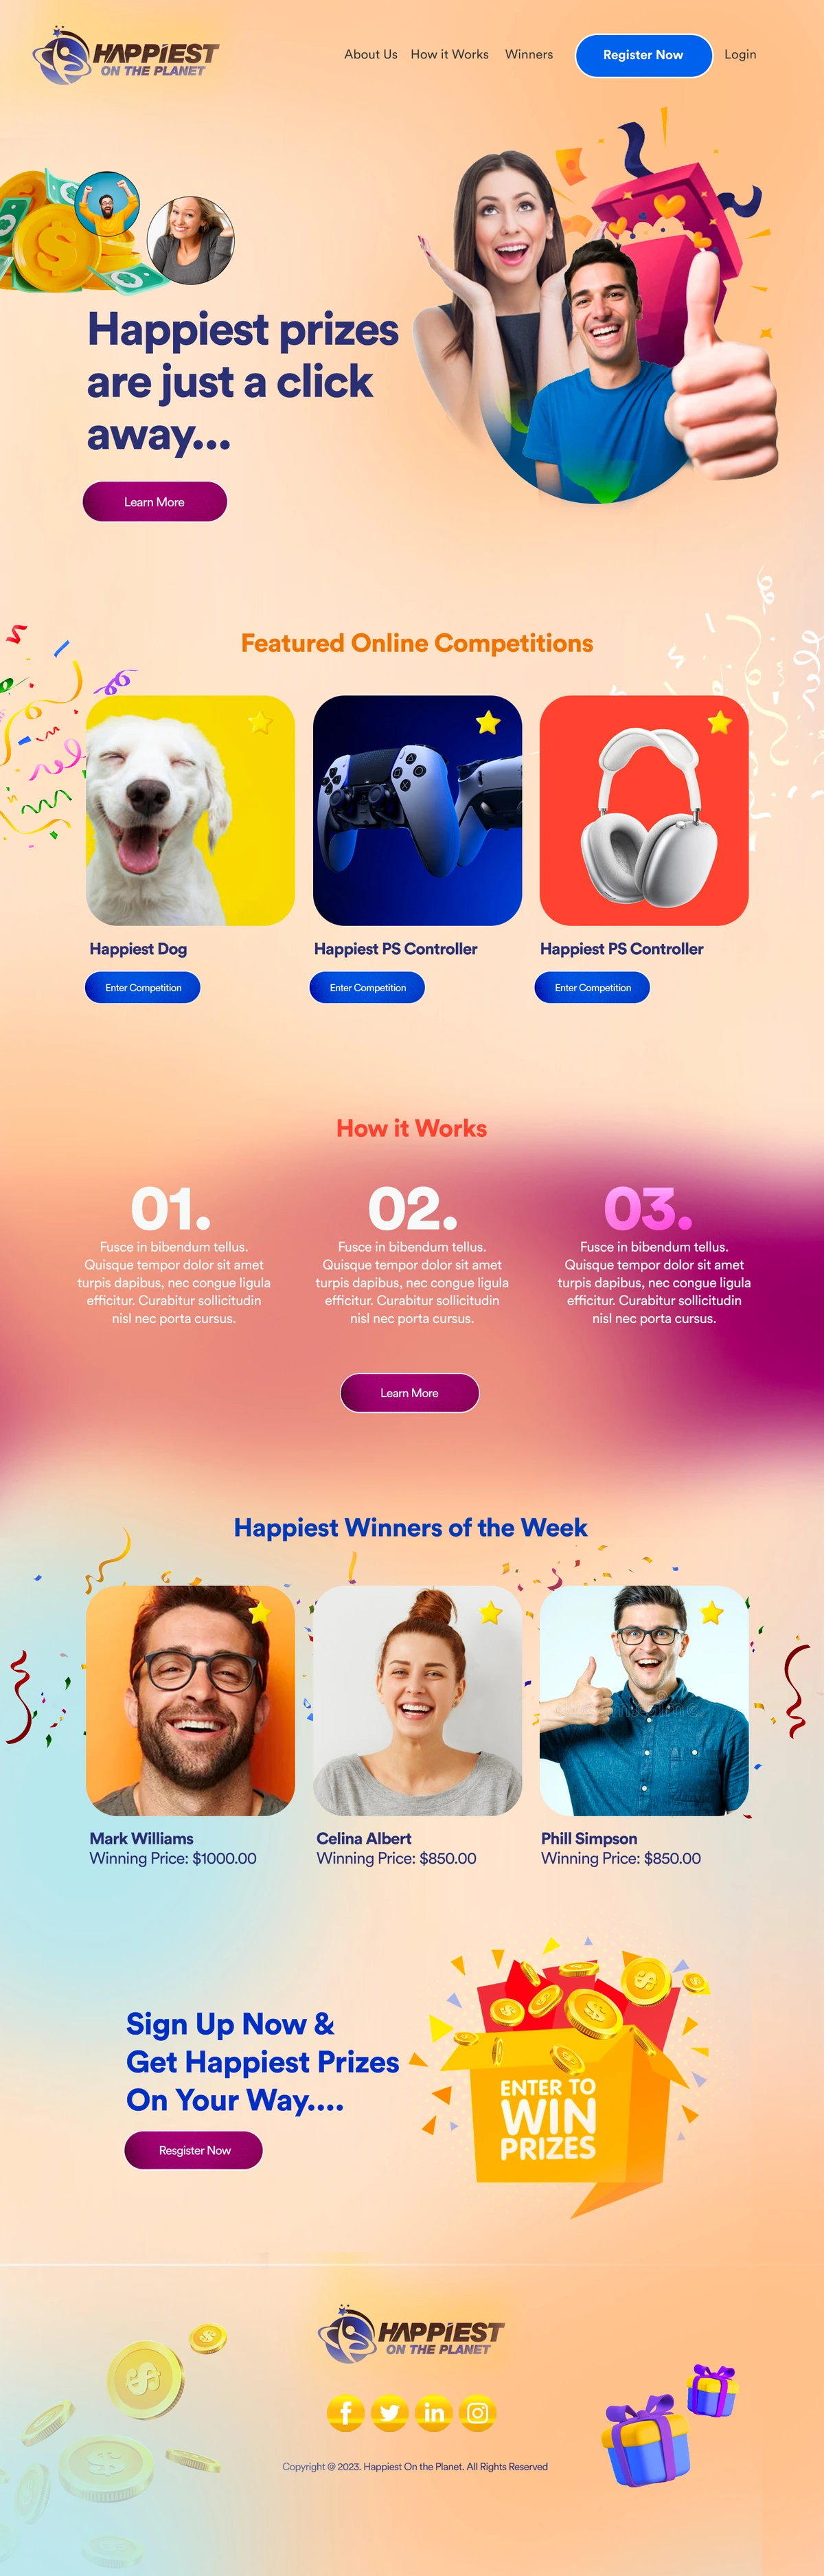 HAPPiEST
ON THE PLANET
About Us How it Works Winners Register Now Login
Happiest prizes
are just a click
away...
Learn More
Featured Online Competitions
Happiest Dog
Happiest PS Controller
Happiest PS Controller
Enter Competition
Enter Competition
Enter Competition
How it Works
01.
Fusce in bibendum tellus.
Quisque tempor dolor sit amet
turpis dapibus, nec congue ligula
efficitur. Curabitur sollicitudin
nisl nec porta cursus.
02.
Fusce in bibendum tellus.
Quisque tempor dolor sit amet
turpis dapibus, nec congue ligula
efficitur. Curabitur sollicitudin
nisl nec porta cursus.
03.
Fusce in bibendum tellus.
Quisque tempor dolor sit amet
turpis dapibus, nec congue ligula
efficitur. Curabitur sollicitudin
nisl nec porta cursus.
Learn More
Happiest Winners of the Week
Mark Williams
Winning Price: $1000.00
Celina Albert
Winning Price: $850.00
Phill Simpson
Winning Price: $850.00
Sign Up Now &
Get Happiest Prizes
On Your Way....
Resgister Now
ENTER TO
WIN
PRIZES
HAPPiEST
ON THE PLANET
Copyright @ 2023. Happiest On the Planet. All Rights Reserved